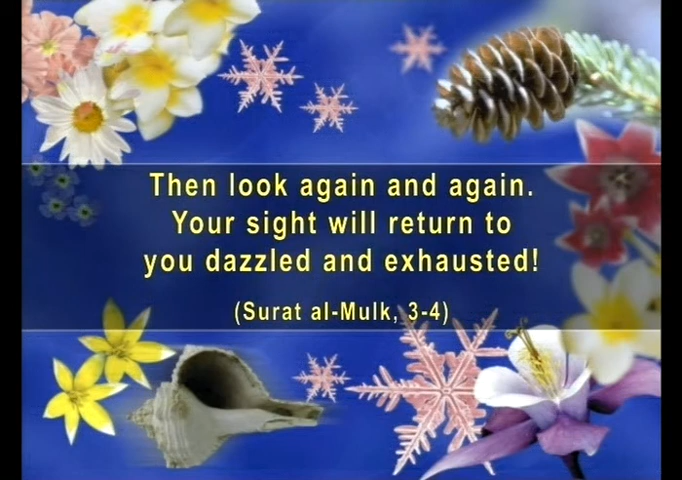 Then look again and again.
Your sight will return to
you dazzled and exhausted!
(Surat al-Mulk, 3-4)